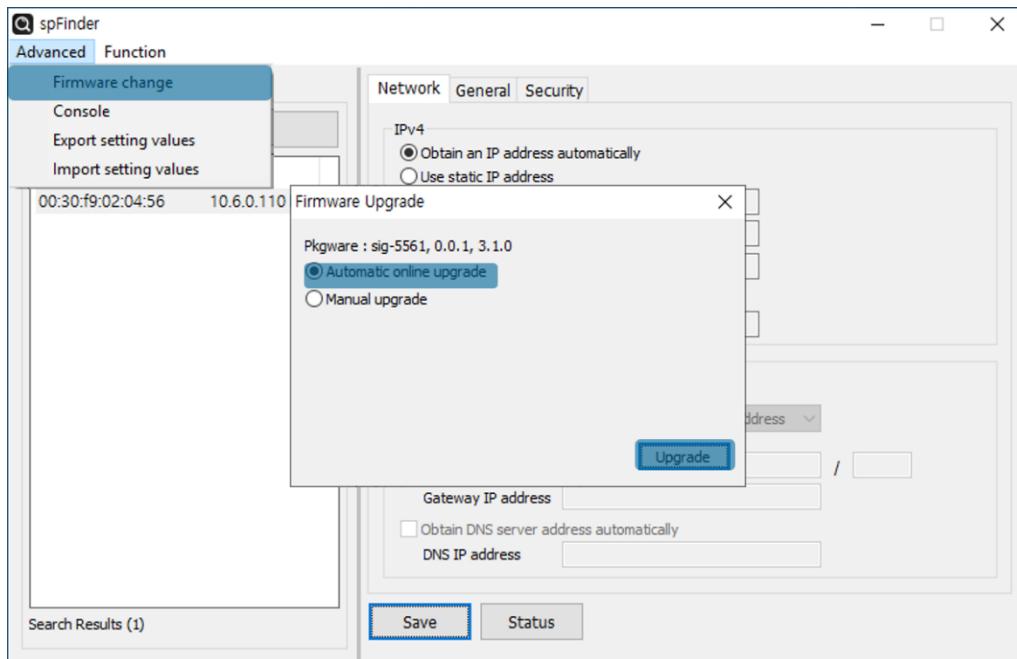 spFinder
Advanced Function
Firmware change
Console
Export setting values
Import setting values
00:30:f9:02:04:56 10.6.0.110
Search Results (1)
Network General Security
IPv4
Obtain an IP address automatically
Use static IP address
Firmware Upgrade
Pkgware : sig-5561, 0.0.1, 3.1.0
Automatic online upgrade
Manual upgrade
Upgrade
/
Gateway IP address
Obtain DNS server address automatically
DNS IP address
Save Status